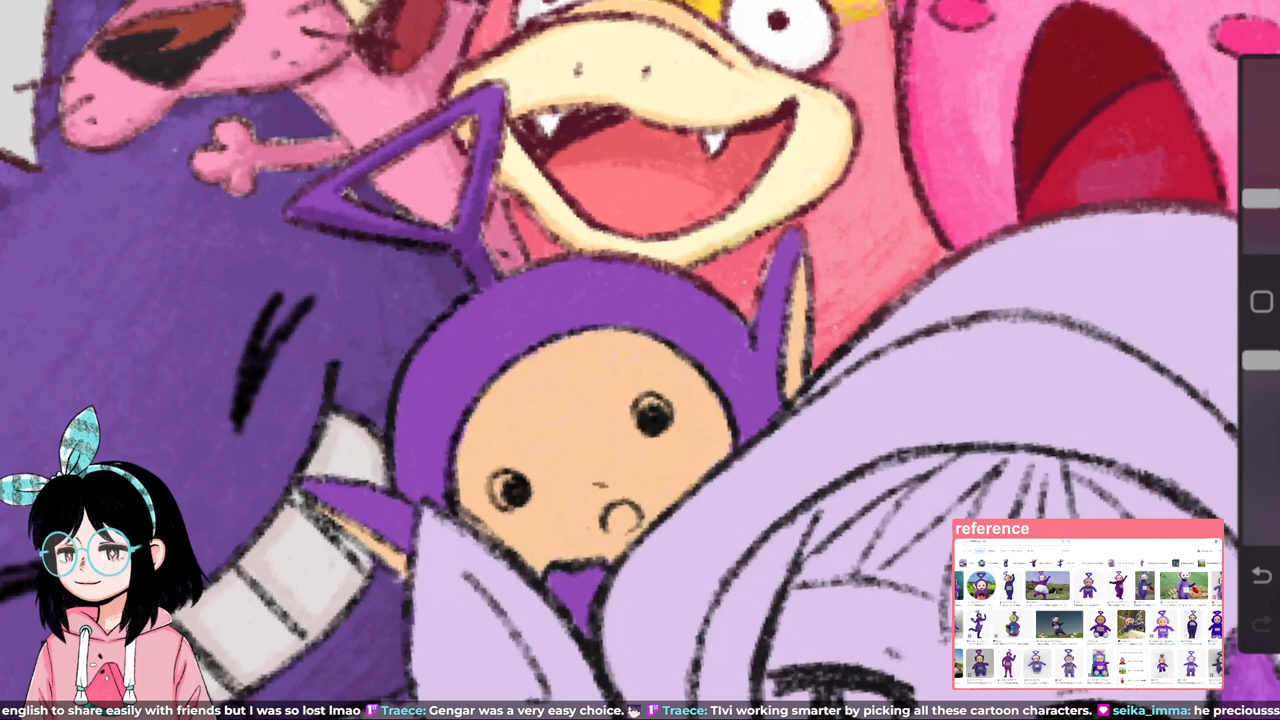 reference
english to share easily with friends but I was so lost lmao Traece: Gengar was a very easy choice. Traece: TIvi working smarter by picking all these cartoon characters. seika_imma: he preciousss